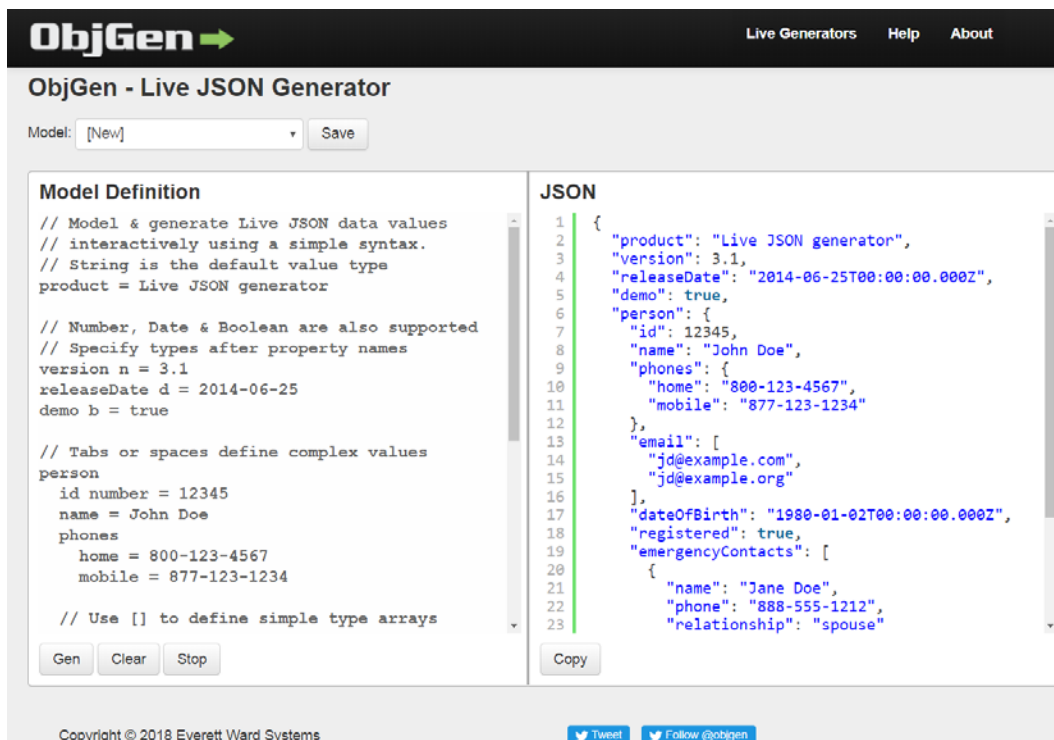 ObjGen
Live Generators Help About
ObjGen - Live JSON Generator
Model: [New] Save
Model Definition
// Model & generate Live JSON data values
// interactively using a simple syntax.
// String is the default value type
product = Live JSON generator
// Number, Date & Boolean are also supported
// Specify types after property names
version n = 3.1
releaseDate d = 2014-06-25
demo b = true
// Tabs or spaces define complex values
person
id number = 12345
name = John Doe
phones
home = 800-123-4567
mobile = 877-123-1234
// Use [] to define simple type arrays
Gen Clear Stop
JSON
1 {
2 "product": "Live JSON generator",
3 "version": 3.1,
4 "releaseDate": "2014-06-25T00:00:00.000Z",
5 "demo": true,
6 "person": {
7 "id": 12345,
8 "name": "John Doe",
9 "phones": {
10 "home": "800-123-4567",
11 "mobile": "877-123-1234"
12 },
13 "email": [
14 "jd@example.com",
15 "jd@example.org"
16 ],
17 "dateOfBirth": "1980-01-02T00:00:00.000Z",
18 "registered": true,
19 "emergencyContacts": [
20 {
21 "name": "Jane Doe",
22 "phone": "888-555-1212",
23 "relationship": "spouse"
Copy
Copyright © 2018 Everett Ward Systems
Tweet Follow @objgen